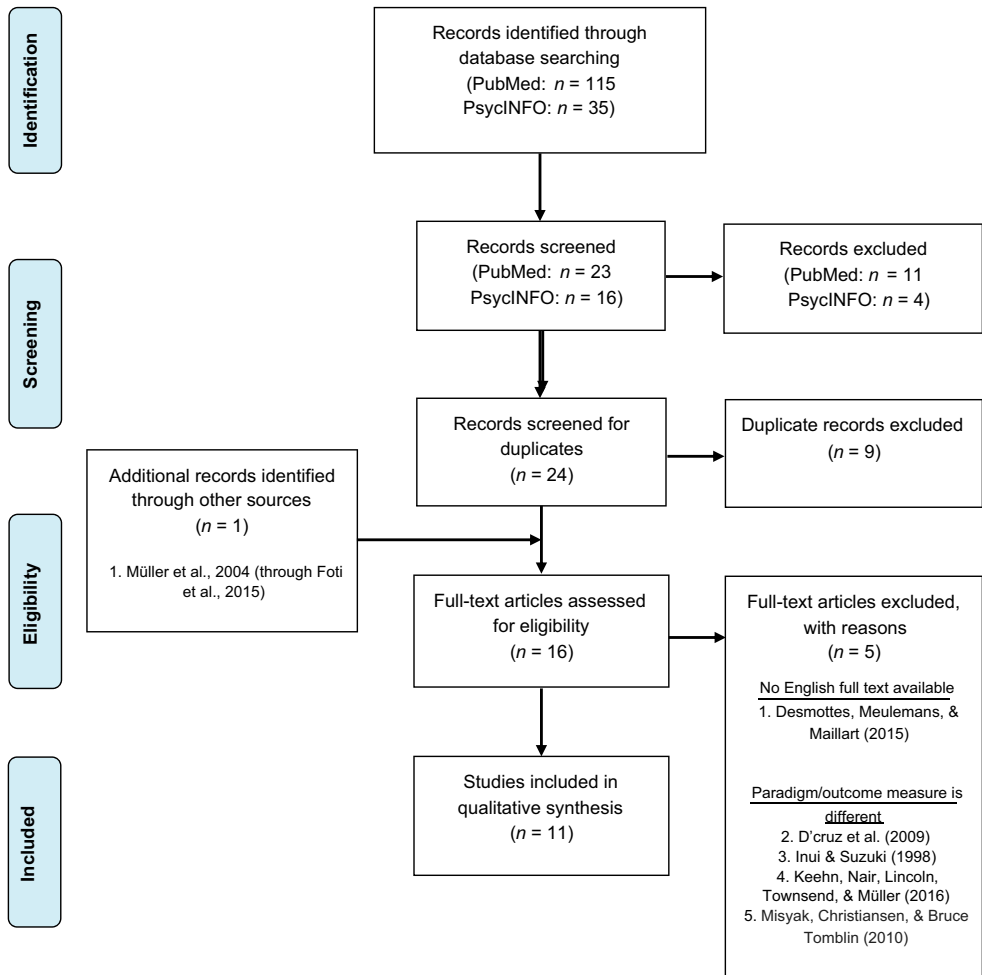 Identification
Records identified through
database searching
(PubMed: n = 115
PsycINFO: n = 35)
Screening
Records screened
(PubMed: n = 23
PsycINFO: n = 16)
Records excluded
(PubMed: n = 11
PsycINFO: n = 4)
Records screened for
duplicates
(n = 24)
Duplicate records excluded
(n = 9)
Additional records identified
through other sources
(n = 1)
1. Müller et al., 2004 (through Foti
et al., 2015)
Eligibility
Full-text articles assessed
for eligibility
(n = 16)
Full-text articles excluded,
with reasons
(n = 5)
No English full text available
1. Desmottes, Meulemans, &
Maillart (2015)
Paradigm/outcome measure is
different
2. D'cruz et al. (2009)
3. Inui & Suzuki (1998)
4. Keehn, Nair, Lincoln,
Townsend, & Müller (2016)
5. Misyak, Christiansen, & Bruce
Tomblin (2010)
Included
Studies included in
qualitative synthesis
(n = 11)